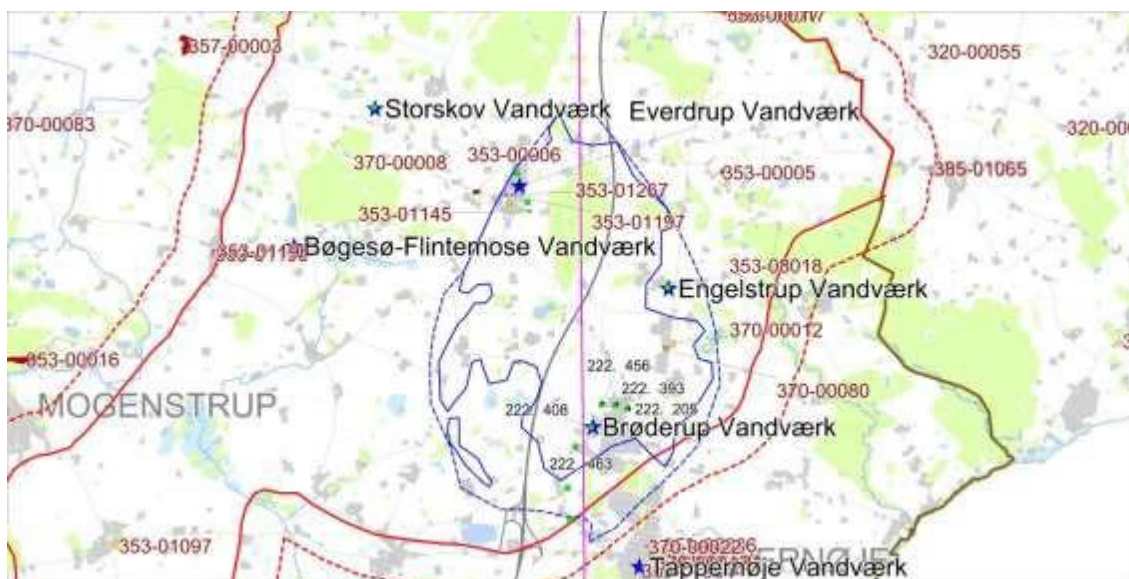 357-00003
320-00055
370-00083
Storskov Vandværk
Everdrup Vandværk
370-00008
353-00006
353-00005
385-01065
353-01207
353-01145
353-01197
Bøgesø-Flintemose Vandværk
353-08018
Engelstrup Vandværk
370-00012
353-00016
222. 456
222. 393
370-00080
MOGENSTRUP
222. 406
222. 205
Brøderup Vandværk
222. 463
353-01097
Tappernøje Vandværk